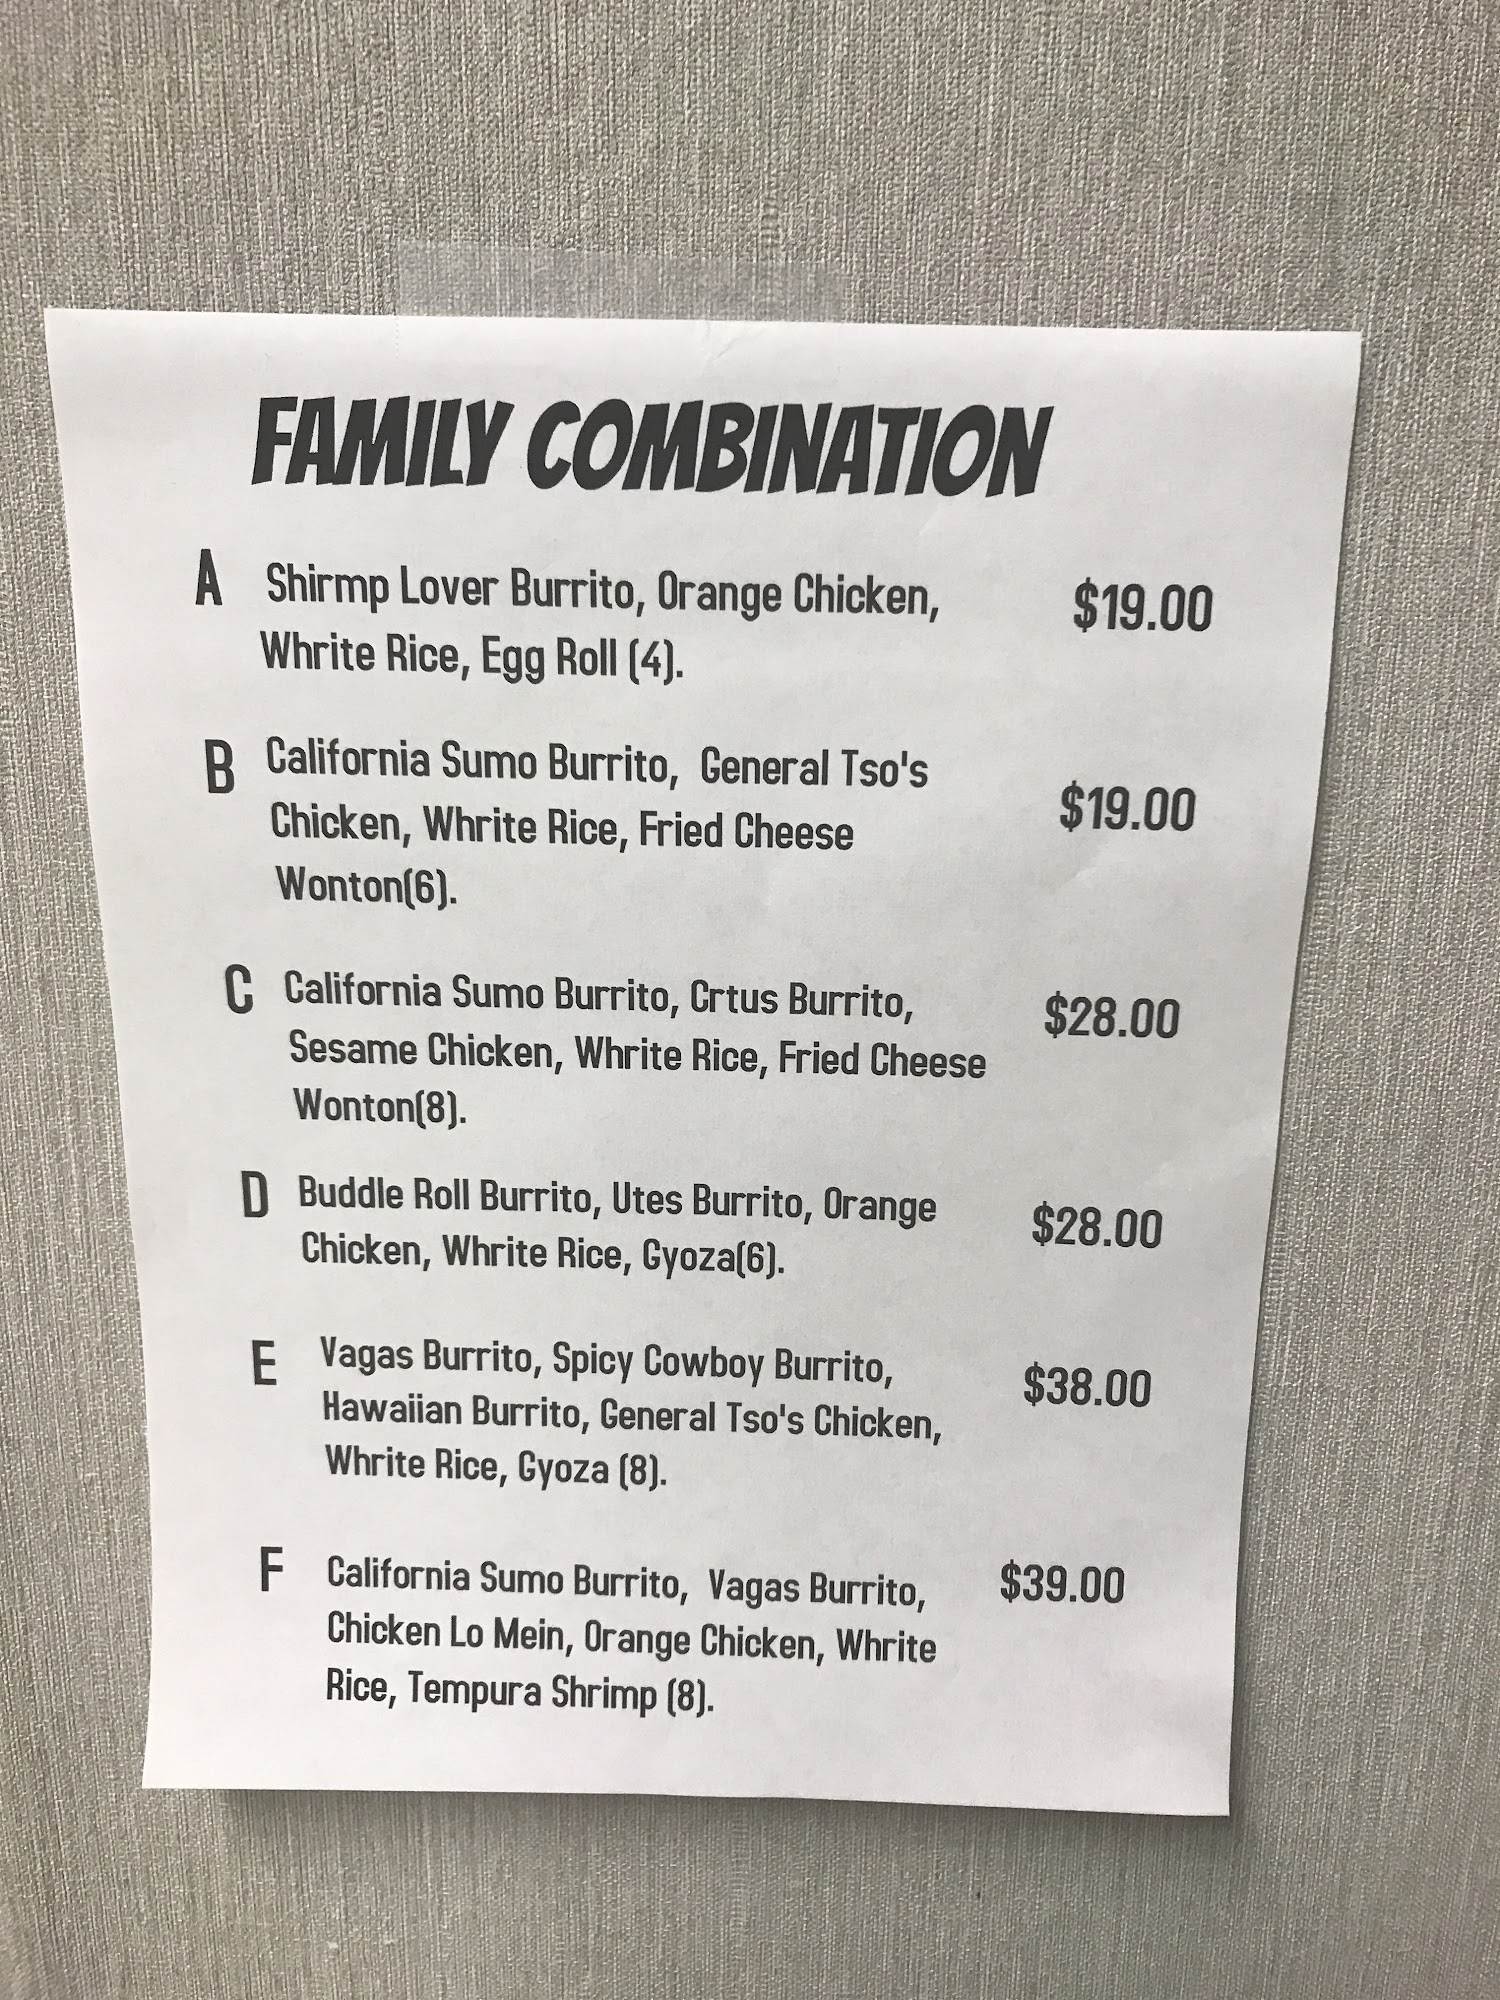 FAMILY COMBINATION
A Shirmp Lover Burrito, Orange Chicken, $19.00
Whrite Rice, Egg Roll (4).
B California Sumo Burrito, General Tso's
Chicken, Whrite Rice, Fried Cheese $19.00
Wonton(6).
C California Sumo Burrito, Crtus Burrito, $28.00
Sesame Chicken, Whrite Rice, Fried Cheese
Wonton(8).
D Buddle Roll Burrito, Utes Burrito, Orange $28.00
Chicken, Whrite Rice, Gyoza(6).
E Vagas Burrito, Spicy Cowboy Burrito, $38.00
Hawaiian Burrito, General Tso's Chicken,
Whrite Rice, Gyoza (8).
F California Sumo Burrito, Vagas Burrito, $39.00
Chicken Lo Mein, Orange Chicken, Whrite
Rice, Tempura Shrimp (8).